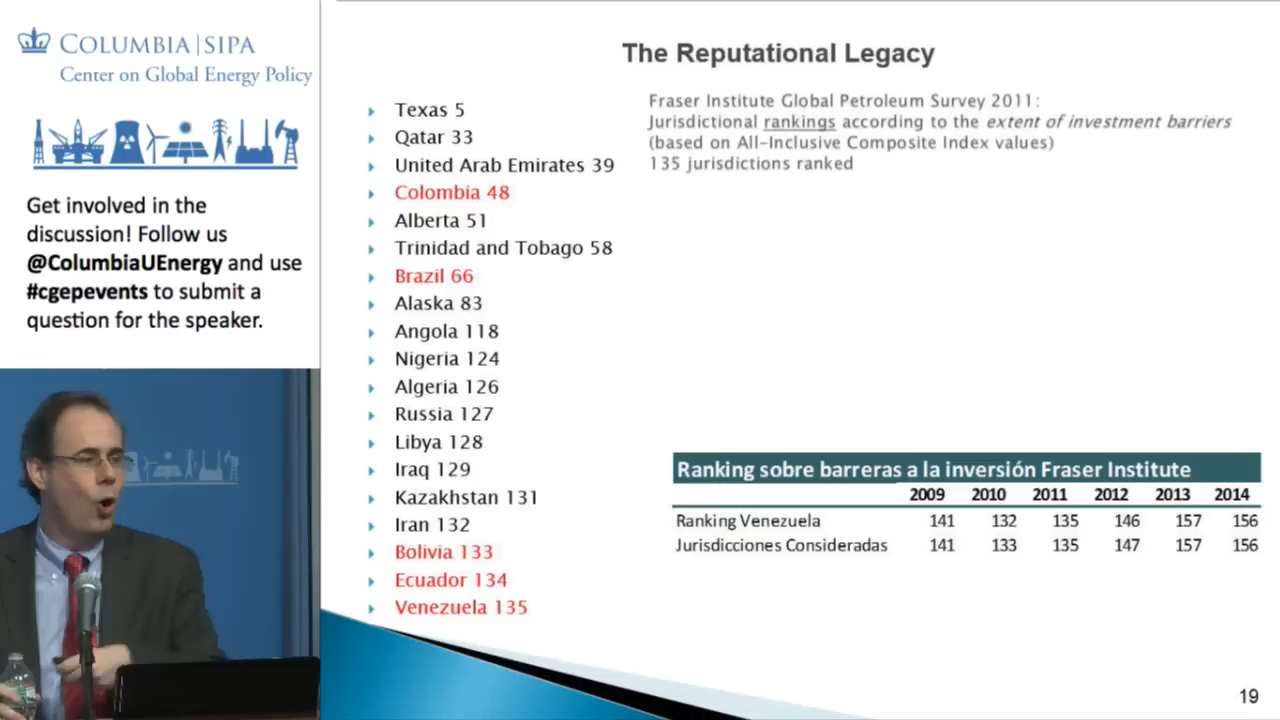 COLUMBIA | SIPA
Center on Global Energy Policy
Get involved in the
discussion! Follow us
@ColumbiaUEnergy and use
#cgepevents to submit a
question for the speaker.
The Reputational Legacy
Texas 5
Qatar 33
United Arab Emirates 39
Colombia 48
Alberta 51
Trinidad and Tobago 58
Brazil 66
Alaska 83
Angola 118
Nigeria 124
Algeria 126
Russia 127
Libya 128
Iraq 129
Kazakhstan 131
Iran 132
Bolivia 133
Ecuador 134
Venezuela 135
Fraser Institute Global Petroleum Survey 2011:
Jurisdictional rankings according to the extent of investment barriers
(based on All-Inclusive Composite Index values)
135 jurisdictions ranked
Ranking sobre barreras a la inversión Fraser Institute
2009 2010 2011 2012 2013 2014
Ranking Venezuela 141 132 135 146 157 156
Jurisdicciones Consideradas 141 133 135 147 157 156
19